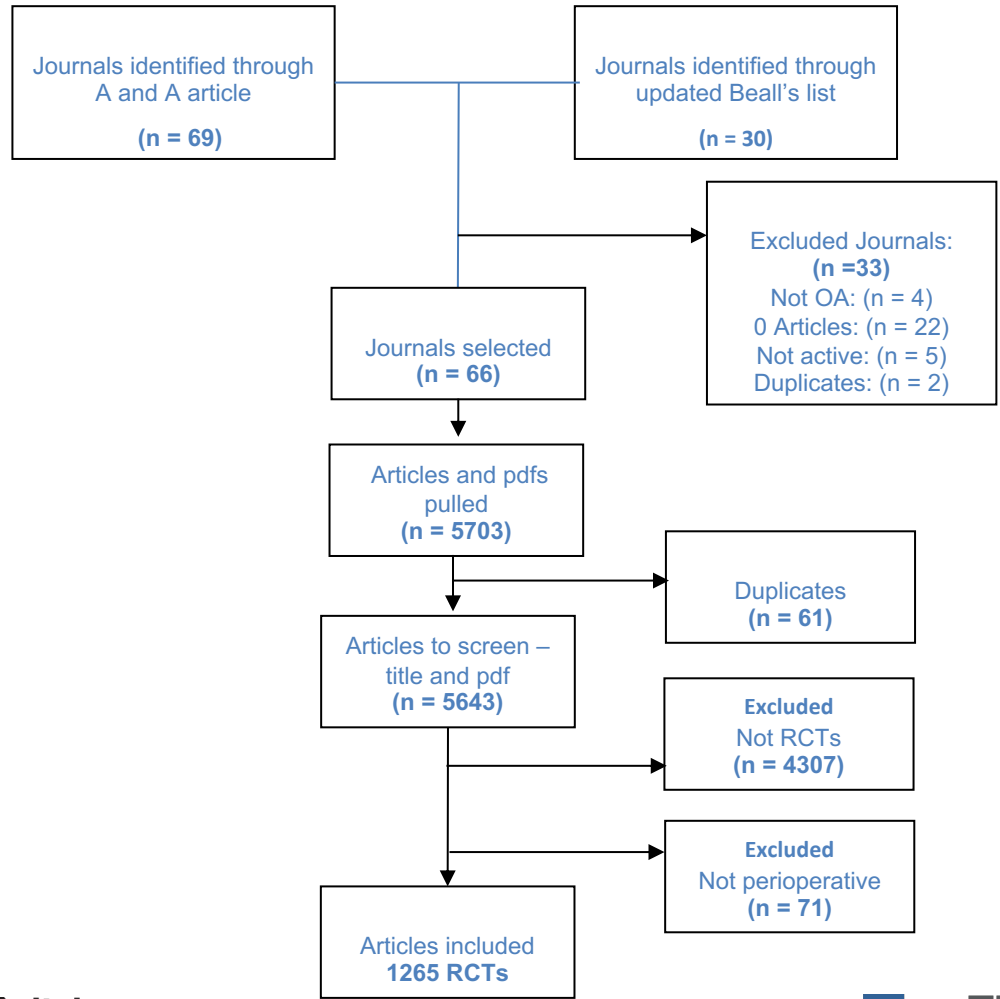 Journals identified through
A and A article
(n = 69)
Journals identified through
updated Beall's list
(n = 30)
Excluded Journals:
(n =33)
Not OA: (n = 4)
0 Articles: (n = 22)
Not active: (n = 5)
Duplicates: (n = 2)
Journals selected
(n = 66)
Articles and pdfs
pulled
(n = 5703)
Duplicates
(n = 61)
Articles to screen –
title and pdf
(n = 5643)
Excluded
Not RCTs
(n = 4307)
Excluded
Not perioperative
(n = 71)
Articles included
1265 RCTs